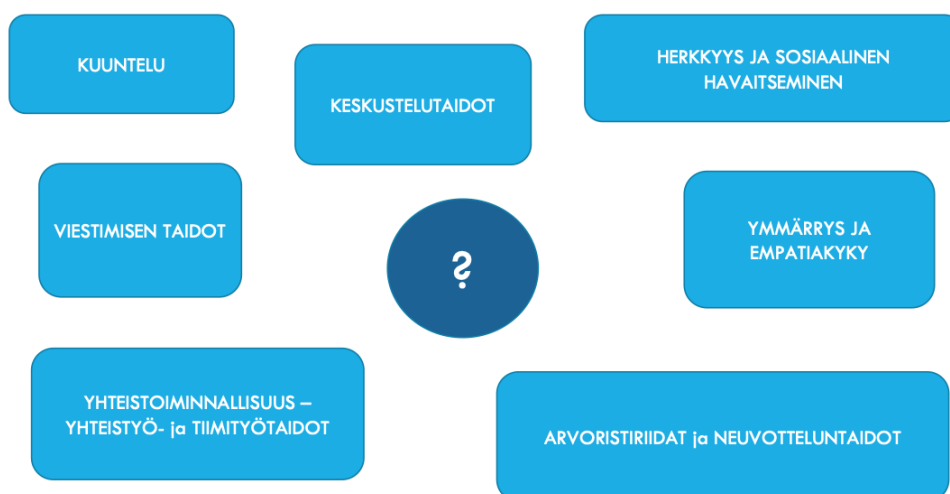 KUUNTELU
KESKUSTELUTAIDOT
HERKKYYS JA SOSIAALINEN
HAVAITSEMINEN
VIESTIMISEN TAIDOT
?
YMMÄRRYS JA
EMPATIAKYKY
YHTEISTOIMINNALLISUUS –
YHTEISTYÖ- ja TIIMITYÖTAIDOT
ARVORISTIRIIDAT ja NEUVOTTELUNTAIDOT